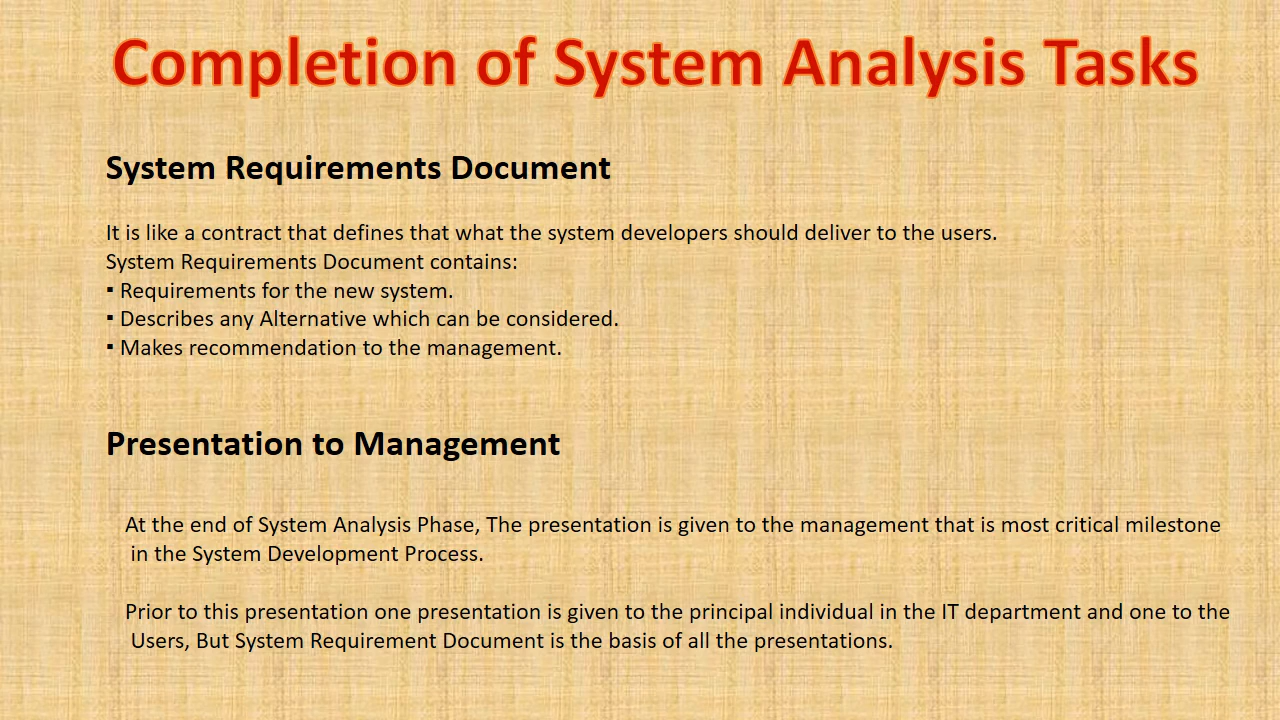 Completion of System Analysis Tasks
System Requirements Document
It is like a contract that defines that what the system developers should deliver to the users.
System Requirements Document contains:
▪ Requirements for the new system.
▪ Describes any Alternative which can be considered.
▪ Makes recommendation to the management.
Presentation to Management
At the end of System Analysis Phase, The presentation is given to the management that is most critical milestone
in the System Development Process.
Prior to this presentation one presentation is given to the principal individual in the IT department and one to the
Users, But System Requirement Document is the basis of all the presentations.